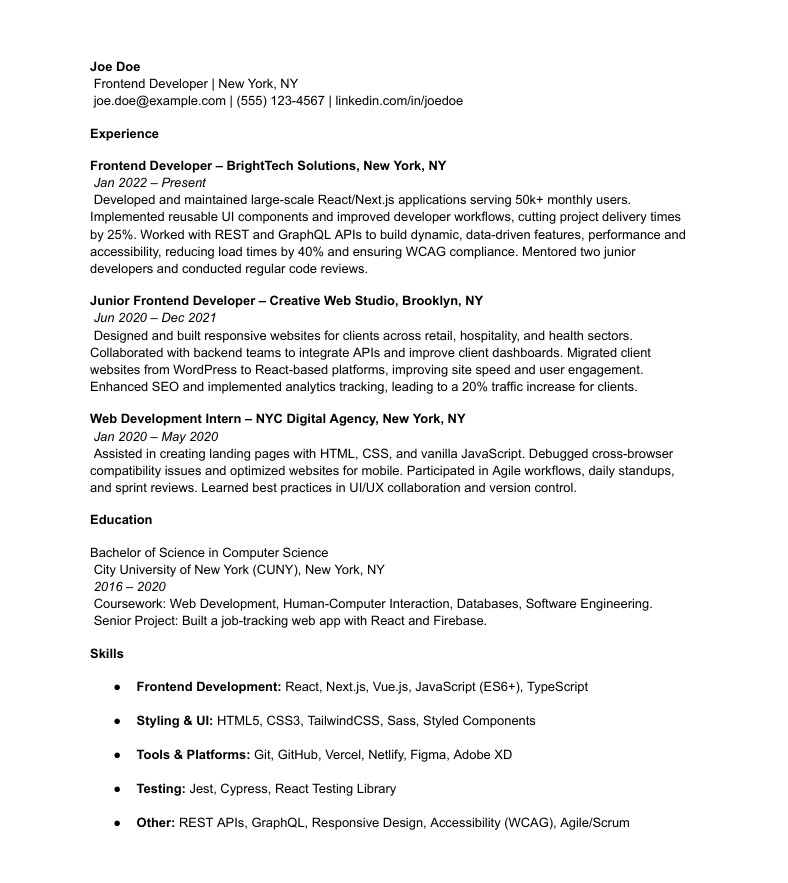 Joe Doe
Frontend Developer | New York, NY
joe.doe@example.com | (555) 123-4567 | linkedin.com/in/joedoe
Experience
Frontend Developer – BrightTech Solutions, New York, NY
Jan 2022 – Present
Developed and maintained large-scale React/Next.js applications serving 50k+ monthly users.
Implemented reusable UI components and improved developer workflows, cutting project delivery times
by 25%. Worked with REST and GraphQL APIs to build dynamic, data-driven features, performance and
accessibility, reducing load times by 40% and ensuring WCAG compliance. Mentored two junior
developers and conducted regular code reviews.
Junior Frontend Developer – Creative Web Studio, Brooklyn, NY
Jun 2020 – Dec 2021
Designed and built responsive websites for clients across retail, hospitality, and health sectors.
Collaborated with backend teams to integrate APIs and improve client dashboards. Migrated client
websites from WordPress to React-based platforms, improving site speed and user engagement.
Enhanced SEO and implemented analytics tracking, leading to a 20% traffic increase for clients.
Web Development Intern – NYC Digital Agency, New York, NY
Jan 2020 – May 2020
Assisted in creating landing pages with HTML, CSS, and vanilla JavaScript. Debugged cross-browser
compatibility issues and optimized websites for mobile. Participated in Agile workflows, daily standups,
and sprint reviews. Learned best practices in UI/UX collaboration and version control.
Education
Bachelor of Science in Computer Science
City University of New York (CUNY), New York, NY
2016 – 2020
Coursework: Web Development, Human-Computer Interaction, Databases, Software Engineering.
Senior Project: Built a job-tracking web app with React and Firebase.
Skills
● Frontend Development: React, Next.js, Vue.js, JavaScript (ES6+), TypeScript
● Styling & UI: HTML5, CSS3, TailwindCSS, Sass, Styled Components
● Tools & Platforms: Git, GitHub, Vercel, Netlify, Figma, Adobe XD
● Testing: Jest, Cypress, React Testing Library
● Other: REST APIs, GraphQL, Responsive Design, Accessibility (WCAG), Agile/Scrum